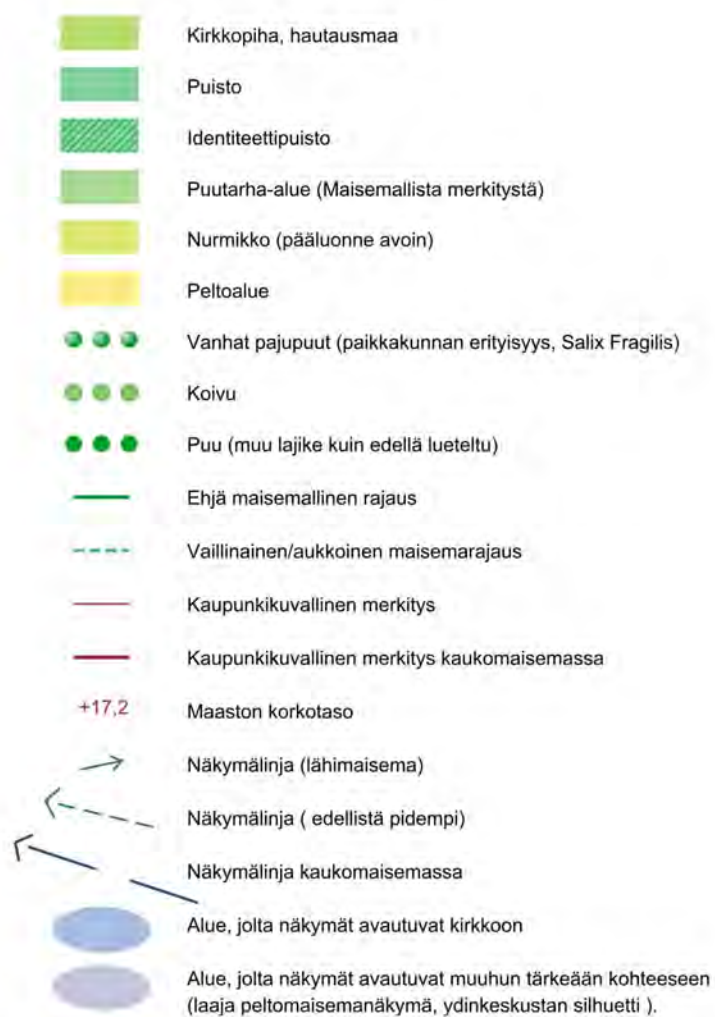 Kirkkopiha, hautausmaa
Puisto
Identiteettipuisto
Puutarha-alue (Maisemallista merkitystä)
Nurmikko (pääluonne avoin)
Peltoalue
Vanhat pajupuut (paikkakunnan erityisyys, Salix Fragilis)
Koivu
Puu (muu lajike kuin edellä lueteltu)
Ehjä maisemallinen rajaus
Vaillinainen/aukkoinen maisemarajaus
Kaupunkikuvallinen merkitys
Kaupunkikuvallinen merkitys kaukomaisemassa
+17,2 Maaston korkotaso
Näkymälinja (lähimaisema)
Näkymälinja ( edellistä pidempi)
Näkymälinja kaukomaisemassa
Alue, jolta näkymät avautuvat kirkkoon
Alue, jolta näkymät avautuvat muuhun tärkeään kohteeseen
(laaja peltomaisemanäkymä, ydinkeskustan silhuetti ).